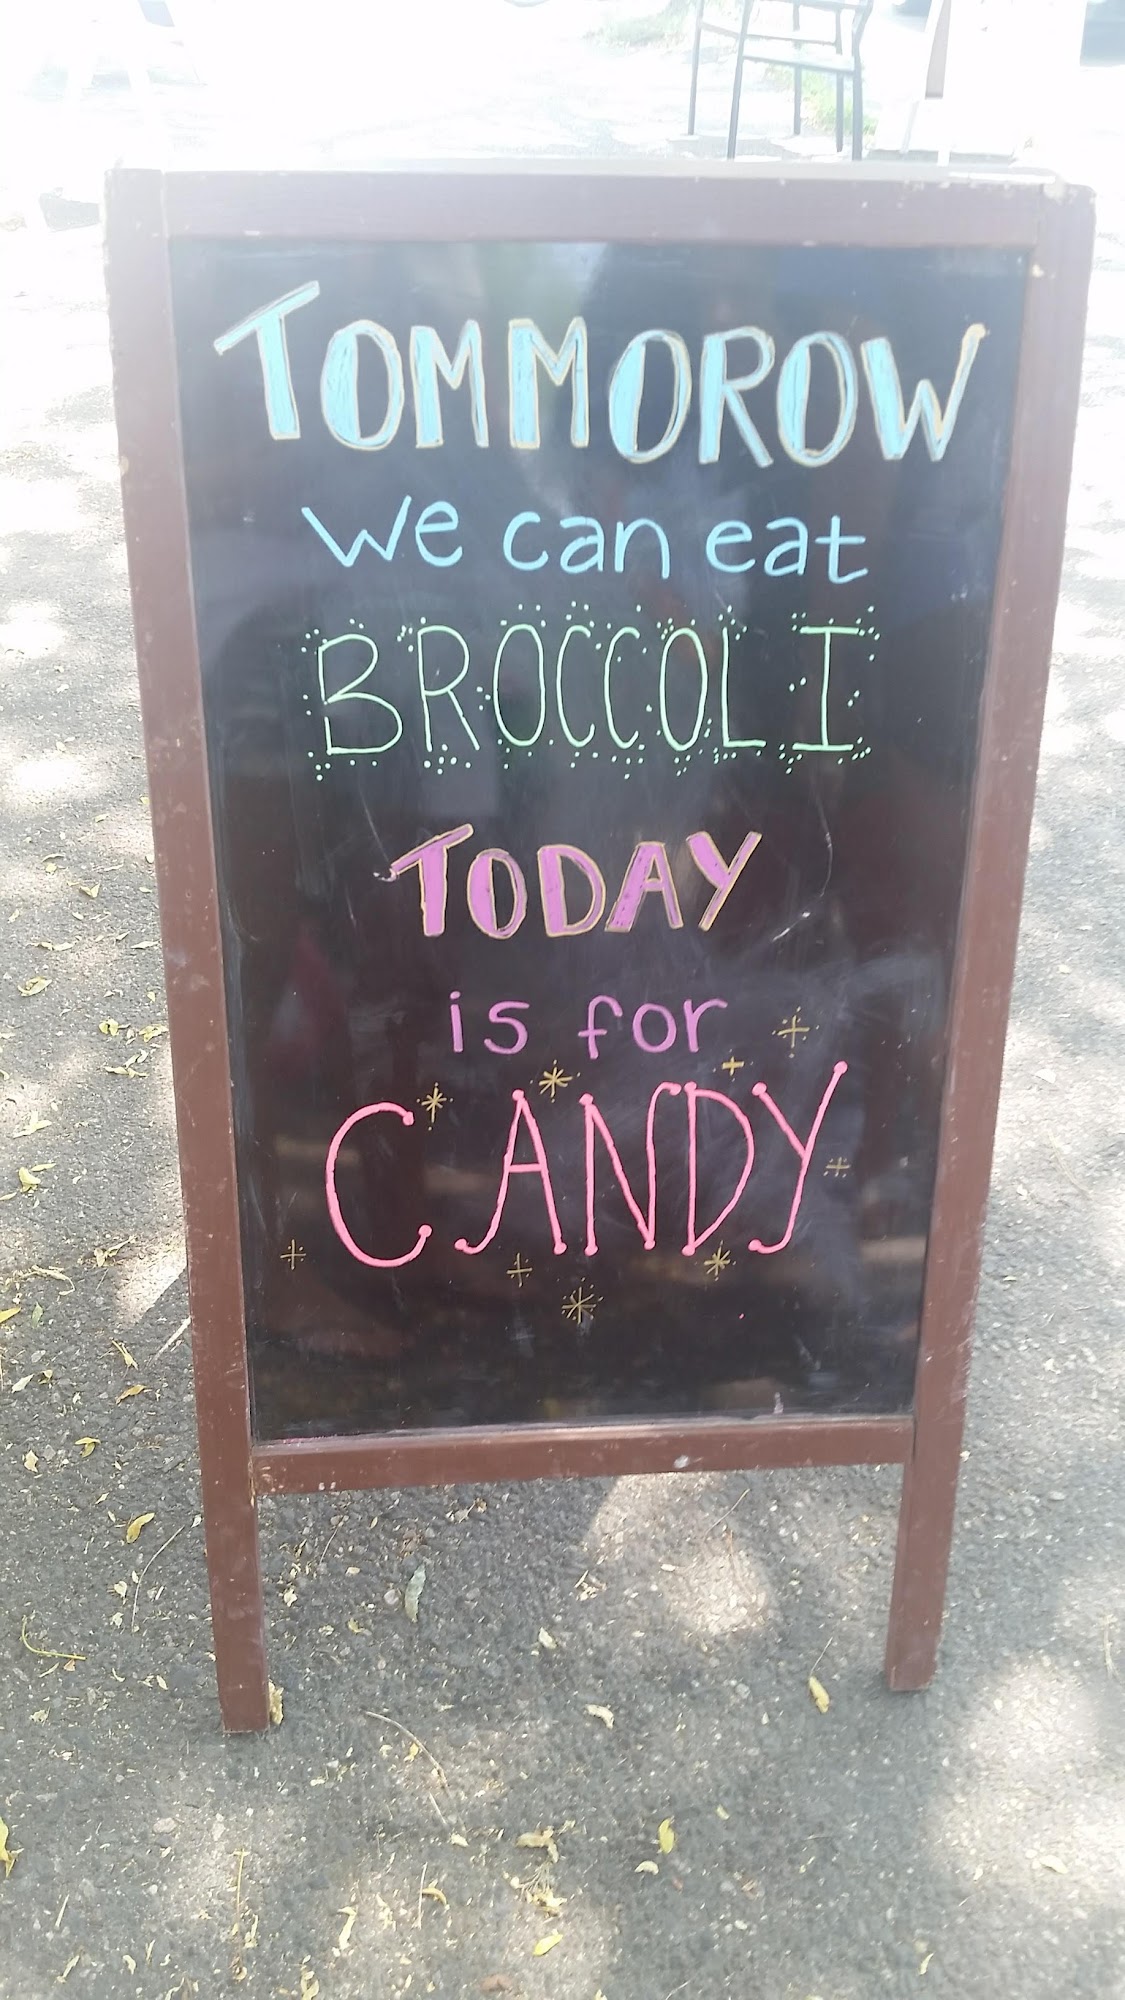 TOMMOROW
we can eat
BROCCOLI
TODAY
is for
CANDY